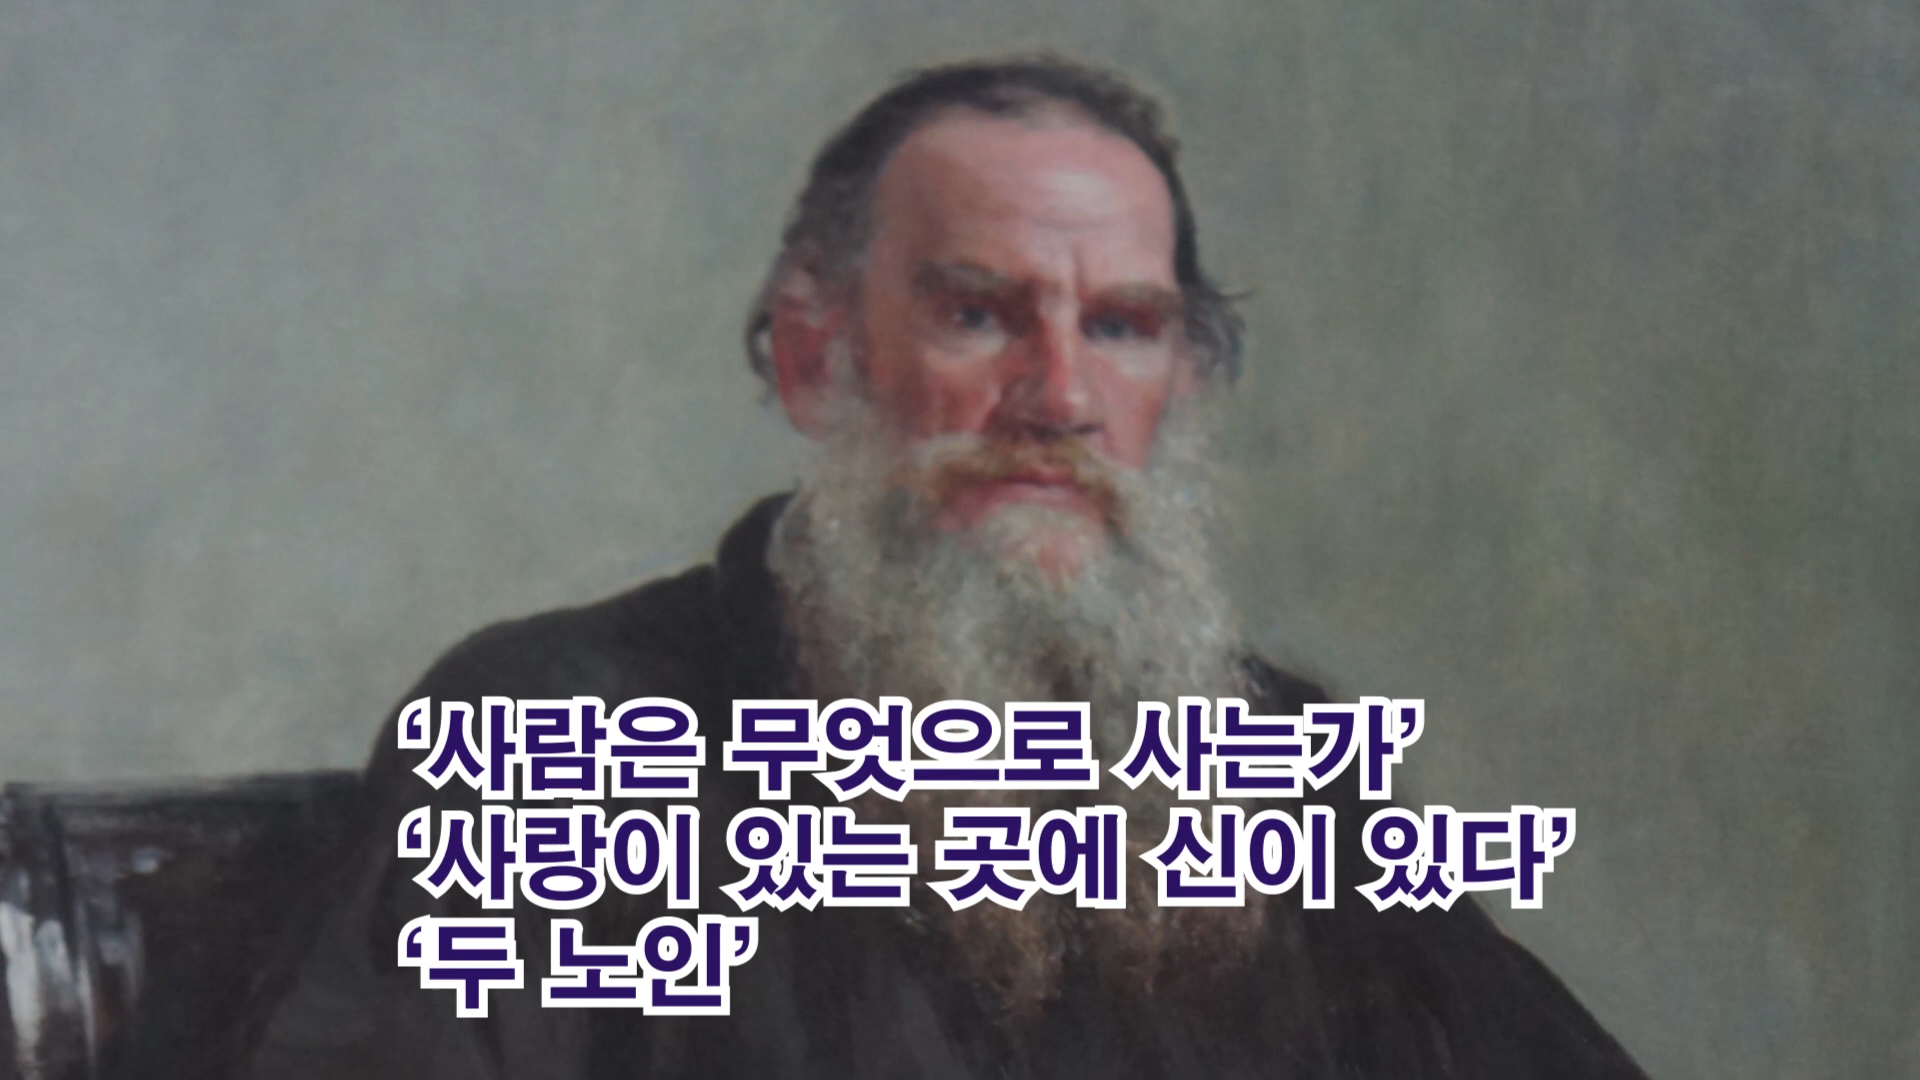 ‘사람은 무엇으로 사는가’
‘사랑이 있는 곳에 신이 있다’
‘두 노인’